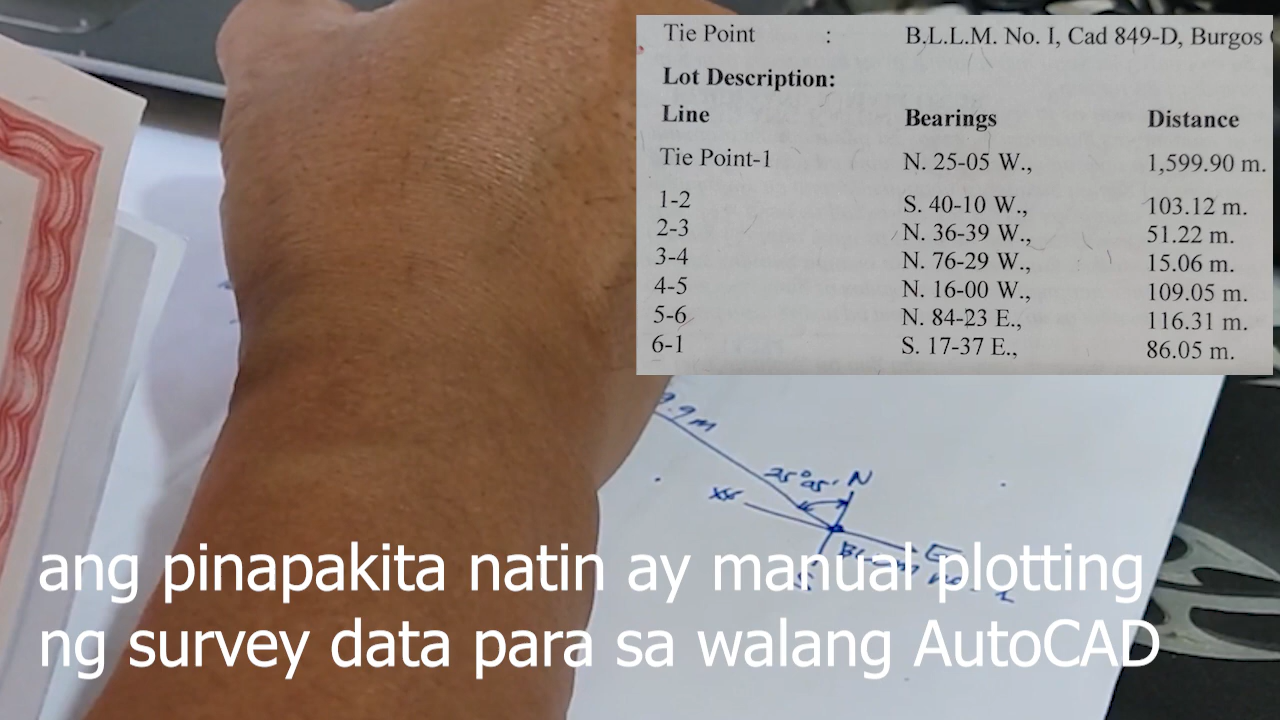 Tie Point : B.L.L.M. No. I, Cad 849-D, Burgos
Lot Description:
Line Bearings Distance
Tie Point-1 N. 25-05 W., 1,599.90 m.
1-2 S. 40-10 W., 103.12 m.
2-3 N. 36-39 W., 51.22 m.
3-4 N. 76-29 W., 15.06 m.
4-5 N. 16-00 W., 109.05 m.
5-6 N. 84-23 E., 116.31 m.
6-1 S. 17-37 E., 86.05 m.
9.9 m
25°05' N
E
S
ang pinapakita natin ay manual plotting
ng survey data para sa walang AutoCAD